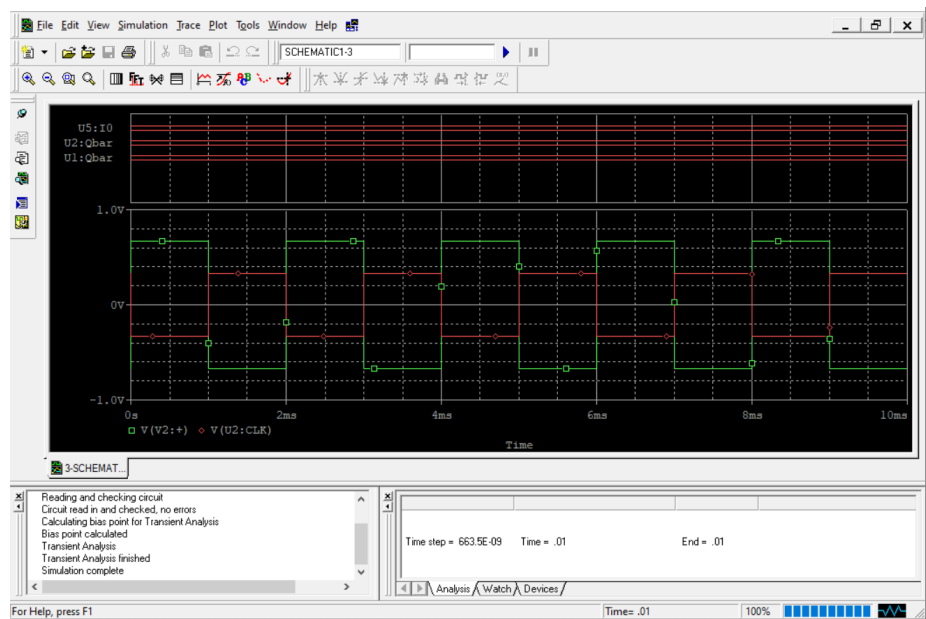 File Edit View Simulation Trace Plot Tools Window Help
SCHEMATIC1-3
U5:I0
U2:Qbar
U1:Qbar
1.0V
0V
-1.0V
0s 2ms 4ms 6ms 8ms 10ms
V(V2:+) V(U2:CLK)
Time
3-SCHEMAT...
Reading and checking circuit
Circuit read in and checked, no errors
Calculating bias point for Transient Analysis
Bias point calculated
Transient Analysis
Transient Analysis finished
Simulation complete
Time step = 663.5E-09 Time = .01 End = .01
Analysis Watch Devices
For Help, press F1 Time= .01 100%